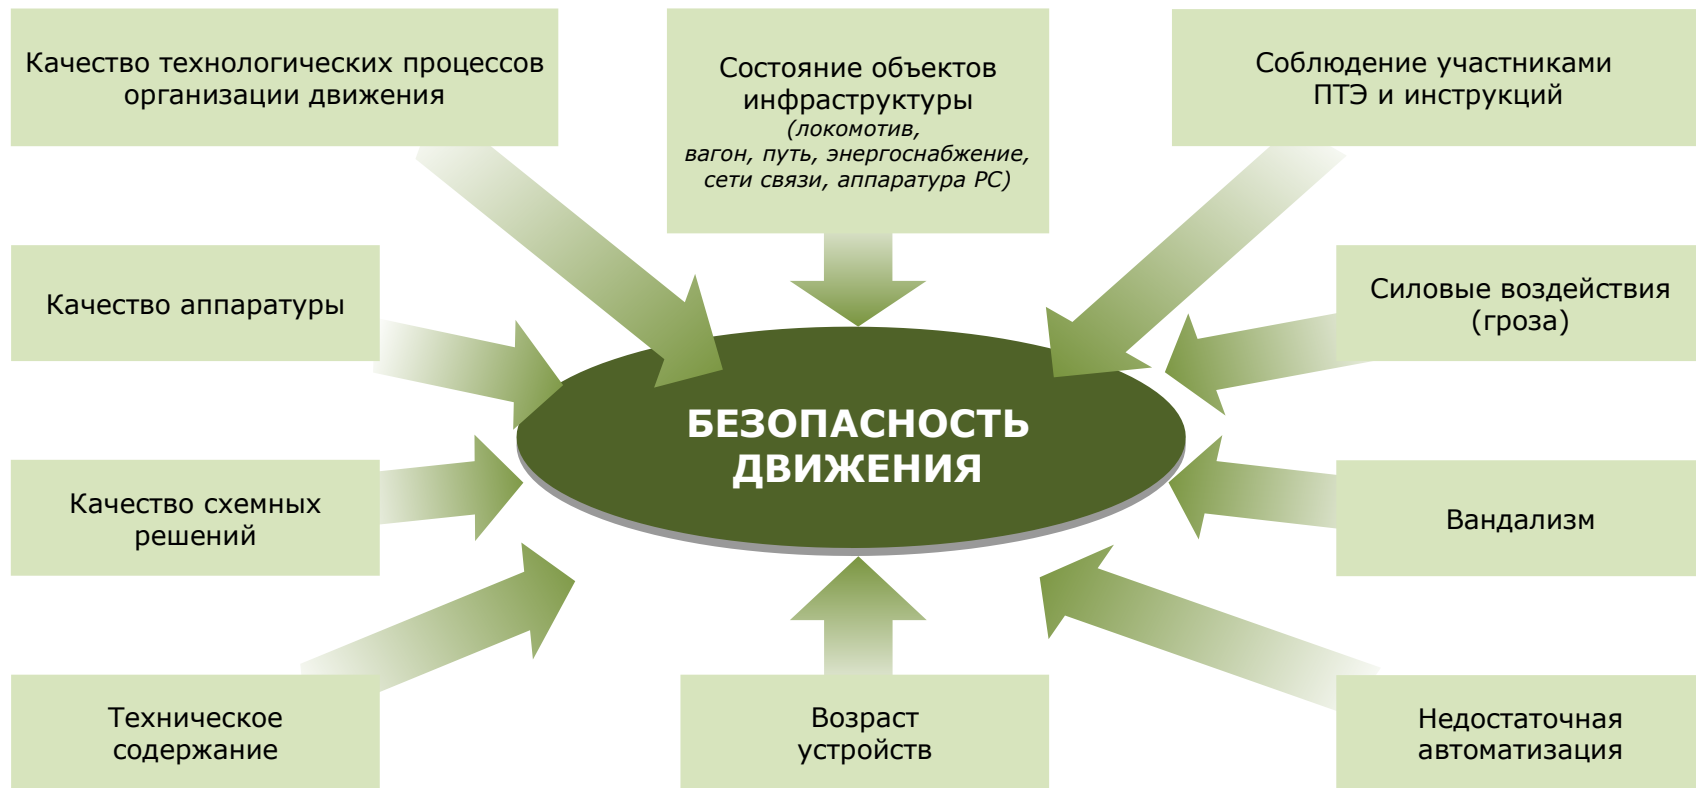 Качество технологических процессов
организации движения
Состояние объектов
инфраструктуры
(локомотив,
вагон, путь, энергоснабжение,
сети связи, аппаратура РС)
Соблюдение участниками
ПТЭ и инструкций
Качество аппаратуры
Силовые воздействия
(гроза)
БЕЗОПАСНОСТЬ
ДВИЖЕНИЯ
Качество схемных
решений
Вандализм
Техническое
содержание
Возраст
устройств
Недостаточная
автоматизация